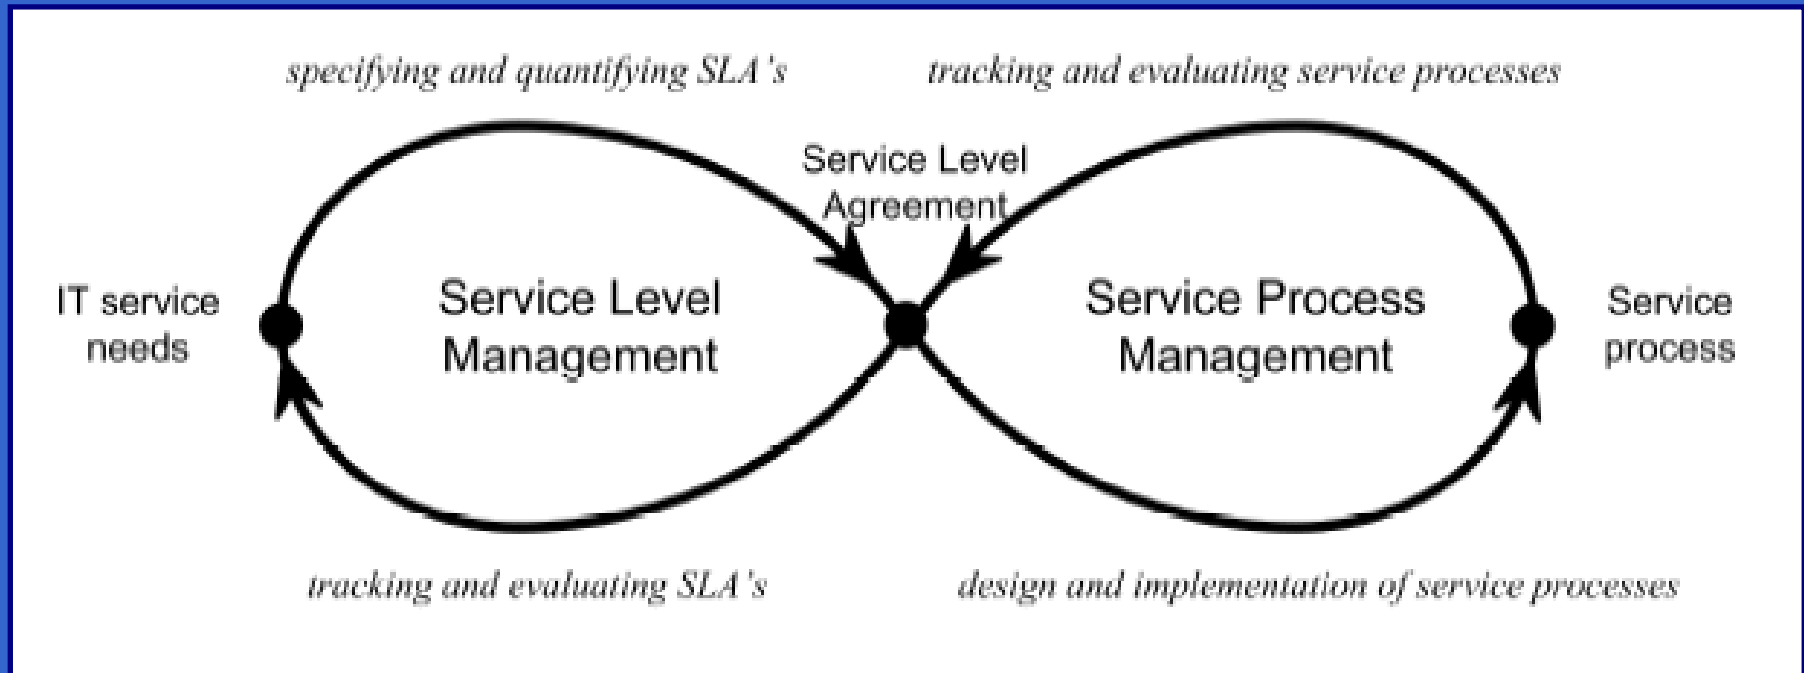 specifying and quantifying SLA's
tracking and evaluating service processes
Service Level
Agreement
IT service
needs
Service Level
Management
Service Process
Management
Service
process
tracking and evaluating SLA's
design and implementation of service processes